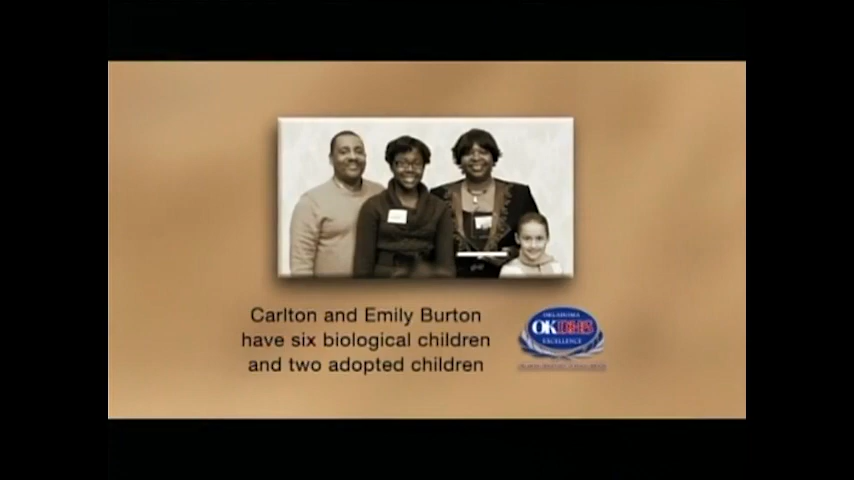 Carlton and Emily Burton
have six biological children
and two adopted children
OKLAHOMA
OKDHS
EXCELLENCE